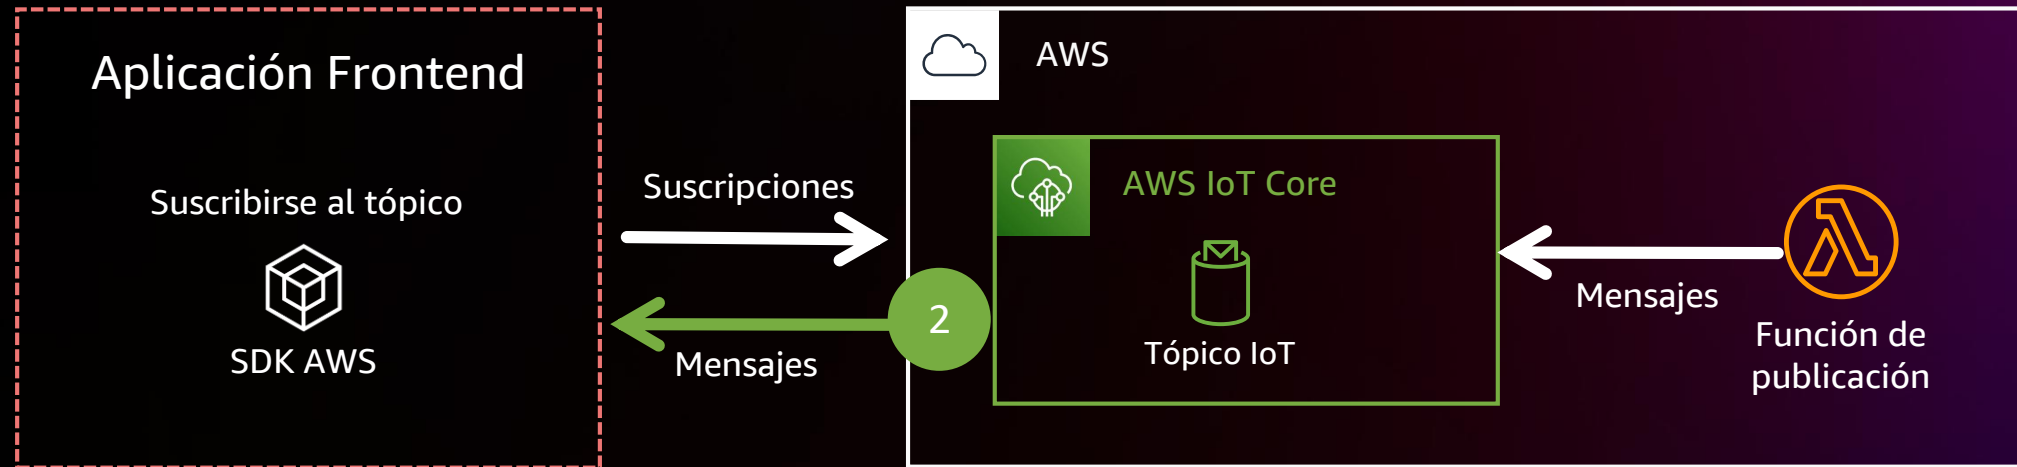 Aplicación Frontend
Suscribirse al tópico
SDK AWS
Suscripciones
2
Mensajes
AWS
AWS IoT Core
Tópico IoT
Mensajes
Función de
publicación